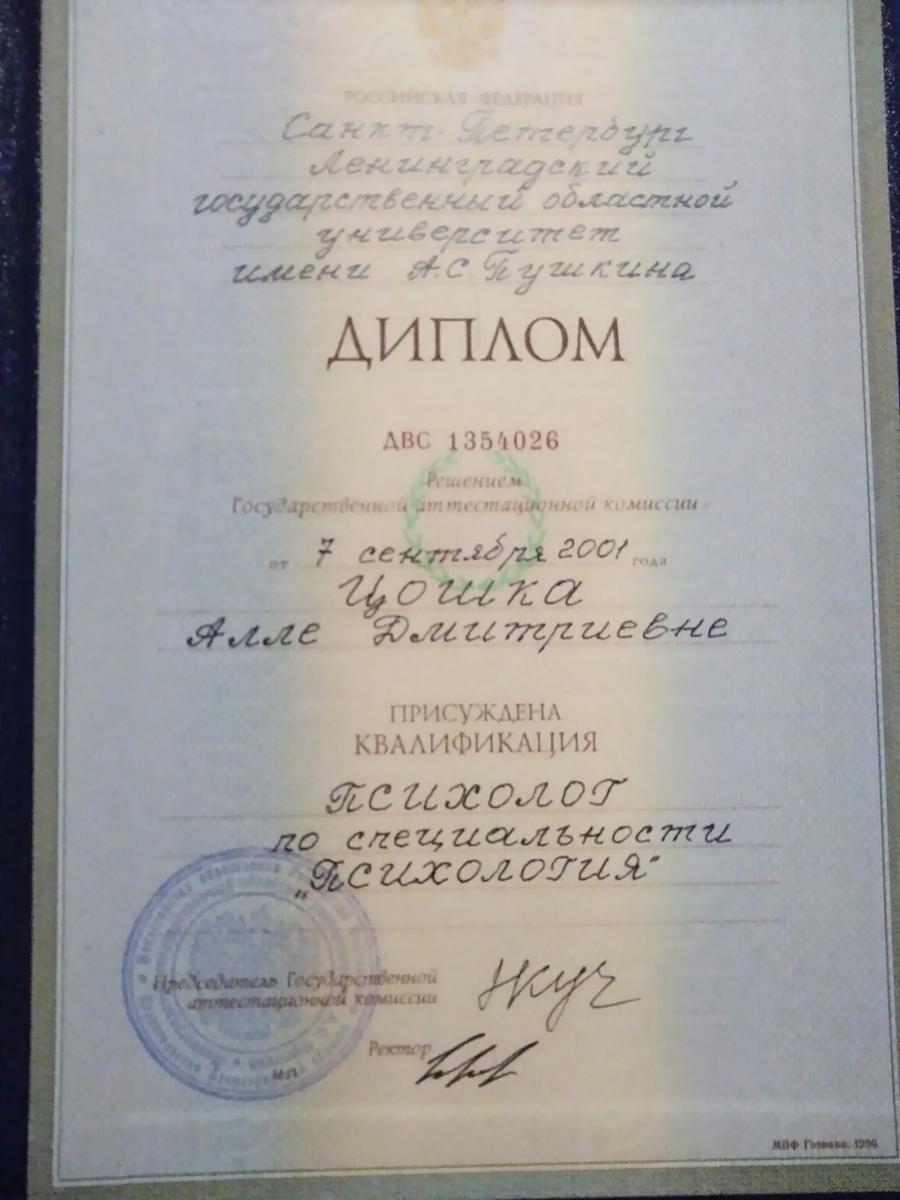 РОССИЙСКАЯ ФЕДЕРАЦИЯ
Санкт-Петербург
Ленинградский
государственный областной
университет
имени А.С. Пушкина
ДИПЛОМ
ДВС 1354026
Решением
Государственной аттестационной комиссии
от 7 сентября 2001 года
Цошка
Алле Дмитриевне
ПРИСУЖДЕНА
КВАЛИФИКАЦИЯ
Психолог
по специальности
„Психология"
Председатель Государственной
аттестационной комиссии
Ректор
МПФ Гознака. 1996.